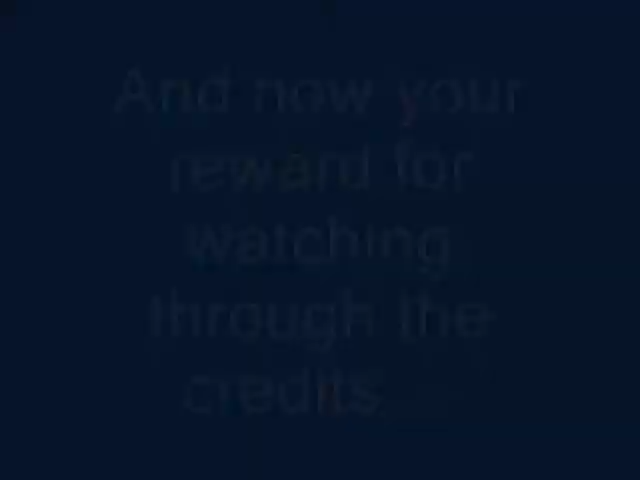 And now your
reward for
watching
through the
credits...